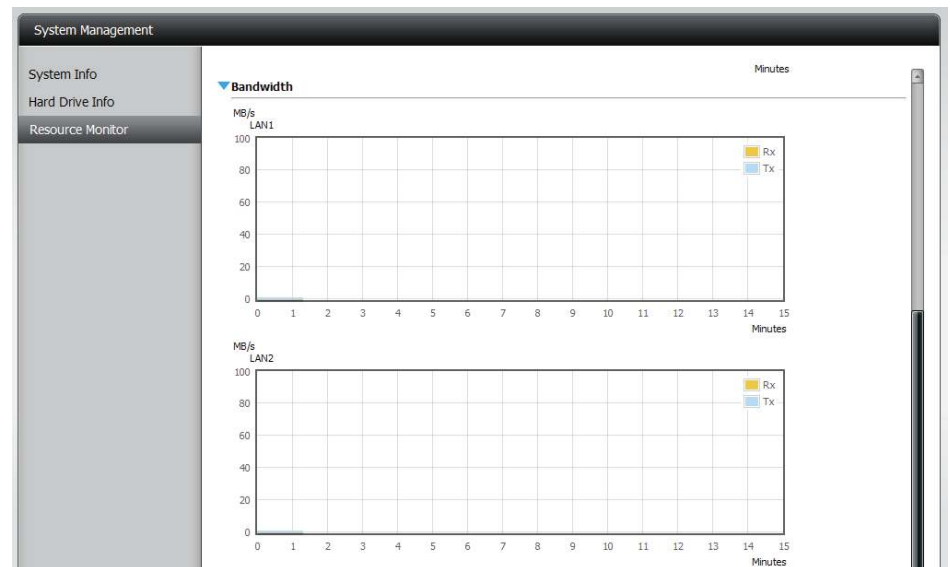 System Management
System Info
Hard Drive Info
Resource Monitor
Minutes
Bandwidth
MB/s
LAN1
100
80
60
40
20
0
Rx
Tx
0 1 2 3 4 5 6 7 8 9 10 11 12 13 14 15
Minutes
MB/s
LAN2
100
80
60
40
20
0
Rx
Tx
0 1 2 3 4 5 6 7 8 9 10 11 12 13 14 15
Minutes